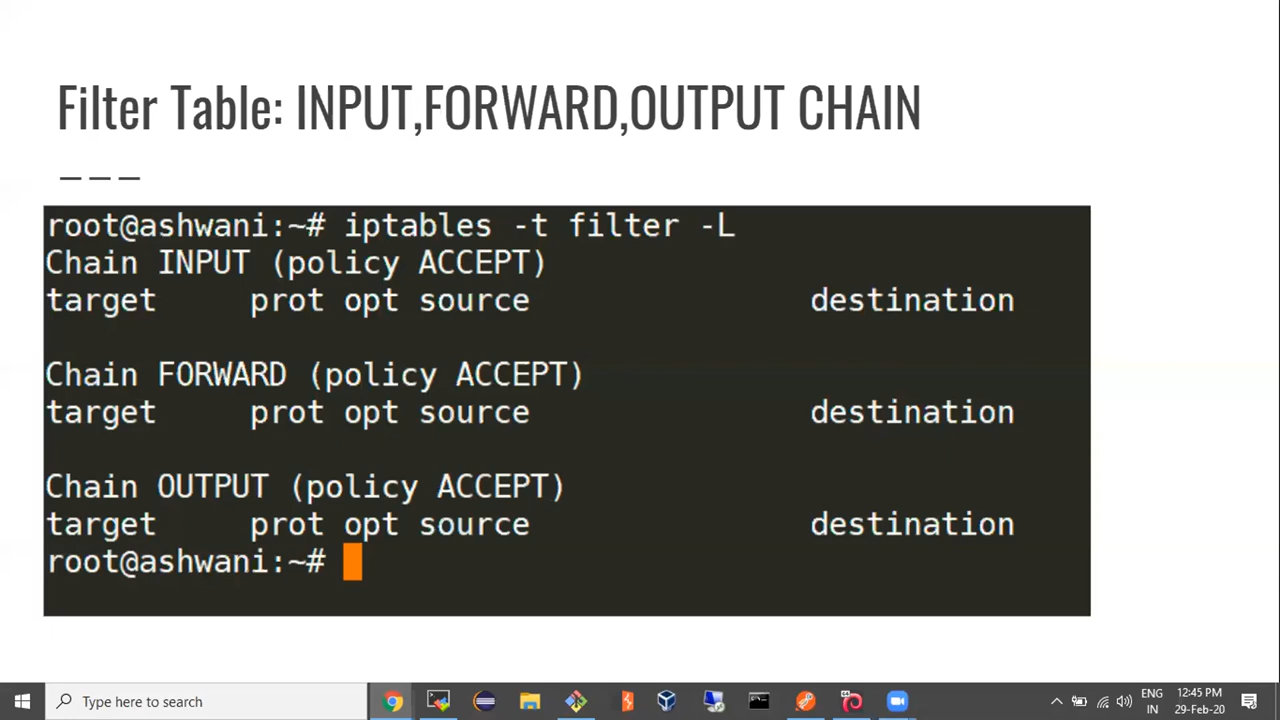 Filter Table: INPUT,FORWARD,OUTPUT CHAIN
root@ashwani:~# iptables -t filter -L
Chain INPUT (policy ACCEPT)
target     prot opt source               destination
Chain FORWARD (policy ACCEPT)
target     prot opt source               destination
Chain OUTPUT (policy ACCEPT)
target     prot opt source               destination
root@ashwani:~#
Type here to search
ENG
IN
12:45 PM
29-Feb-20